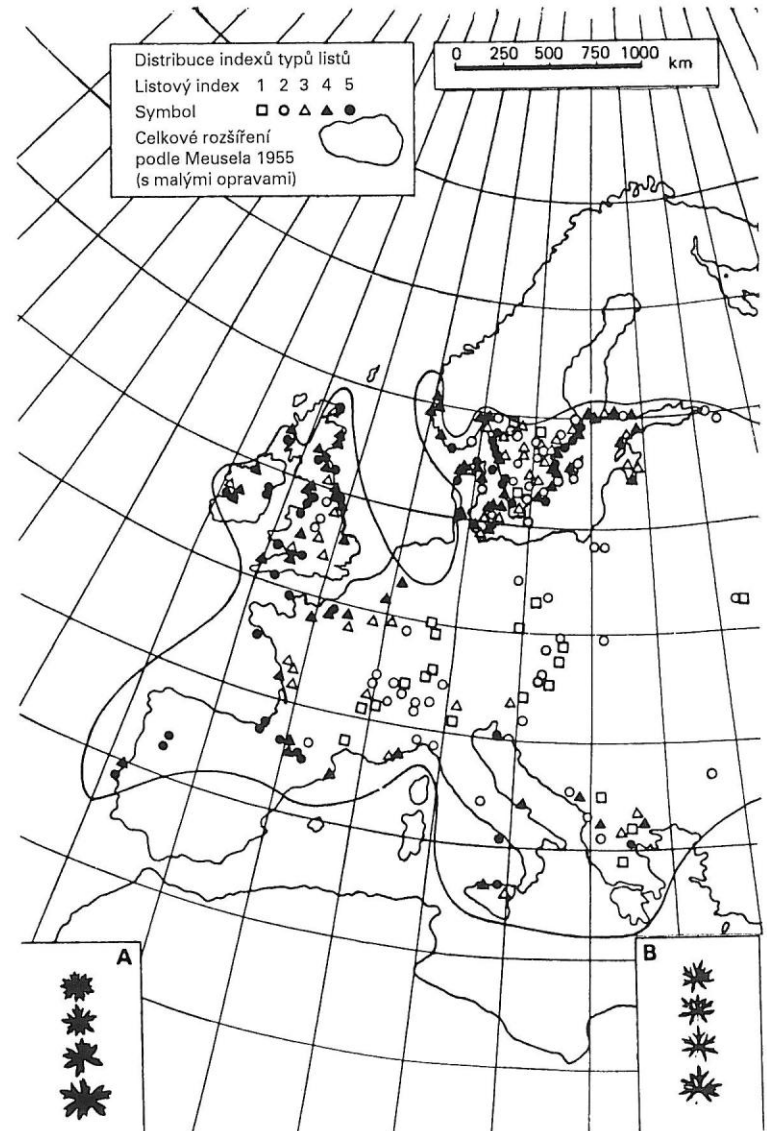 Distribuce indexů typů listů
Listový index 1 2 3 4 5
Symbol
Celkové rozšíření
podle Meusela 1955
(s malými opravami)
0 250 500 750 1000 km
A
B